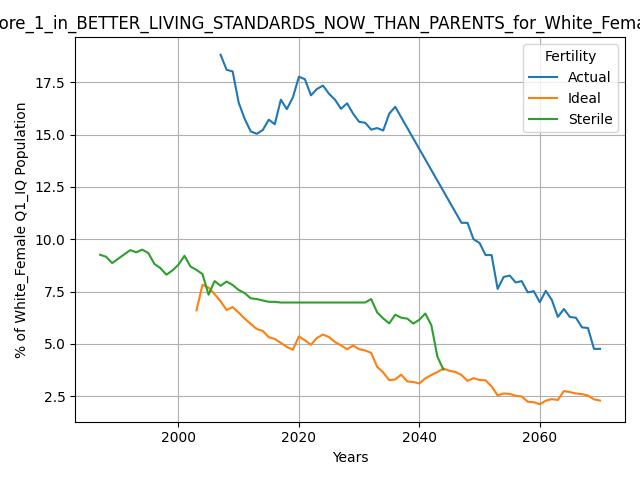 ore_1_in_BETTER_LIVING_STANDARDS_NOW_THAN_PARENTS_for_White_Fema
Fertility
Actual
Ideal
Sterile
% of White_Female Q1_IQ Population
17.5
15.0
12.5
10.0
7.5
5.0
2.5
2000
2020
2040
2060
Years